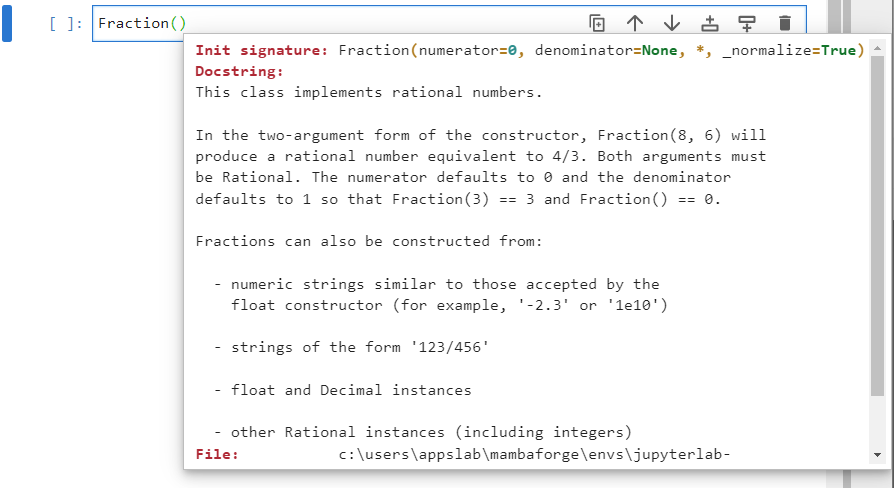 [ ]: Fraction()
Init signature: Fraction(numerator=0, denominator=None, *, _normalize=True)
Docstring:
This class implements rational numbers.
In the two-argument form of the constructor, Fraction(8, 6) will
produce a rational number equivalent to 4/3. Both arguments must
be Rational. The numerator defaults to 0 and the denominator
defaults to 1 so that Fraction(3) == 3 and Fraction() == 0.
Fractions can also be constructed from:
- numeric strings similar to those accepted by the
float constructor (for example, '-2.3' or '1e10')
- strings of the form '123/456'
- float and Decimal instances
- other Rational instances (including integers)
File: c:\users\appslab\mambaforge\envs\jupyterlab-